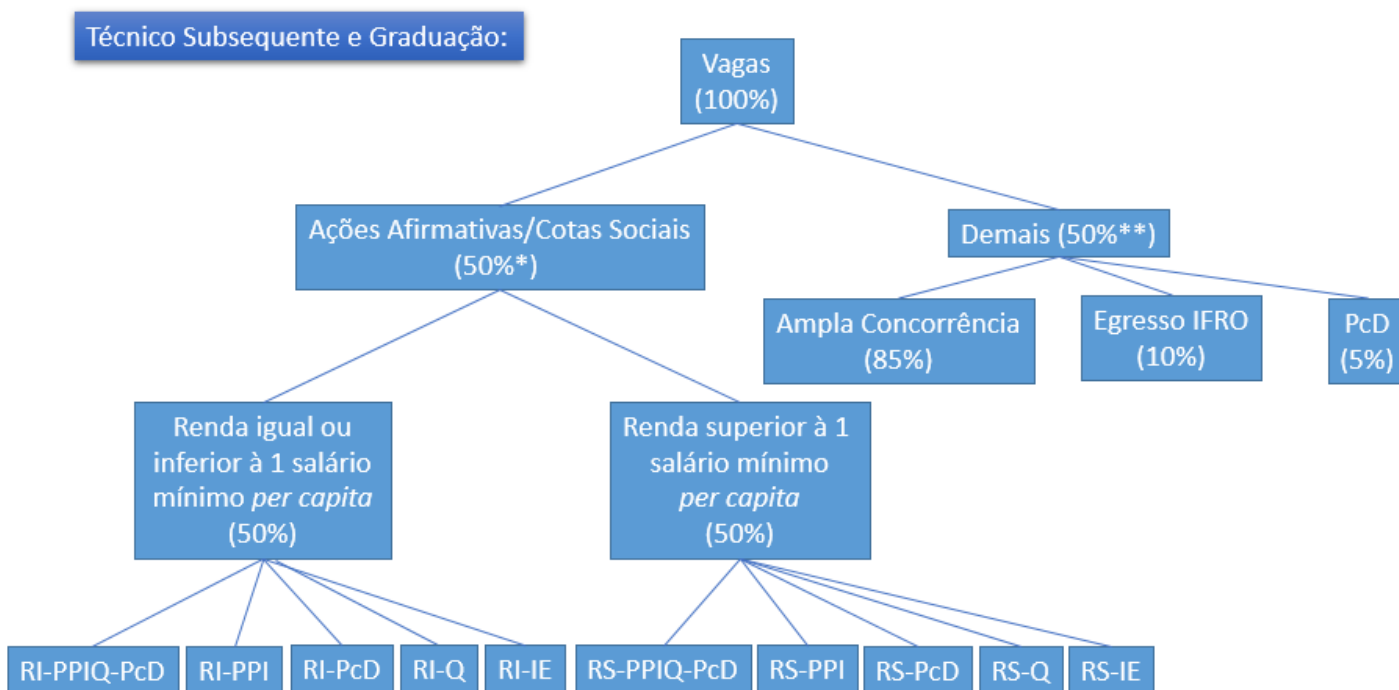 Técnico Subsequente e Graduação:
Vagas
(100%)
Ações Afirmativas/Cotas Sociais
(50%*)
Demais (50%**)
Ampla Concorrência
(85%)
Egresso IFRO
(10%)
PcD
(5%)
Renda igual ou
inferior à 1 salário
mínimo per capita
(50%)
Renda superior à 1
salário mínimo
per capita
(50%)
RI-PPIQ-PcD
RI-PPI
RI-PcD
RI-Q
RI-IE
RS-PPIQ-PcD
RS-PPI
RS-PcD
RS-Q
RS-IE